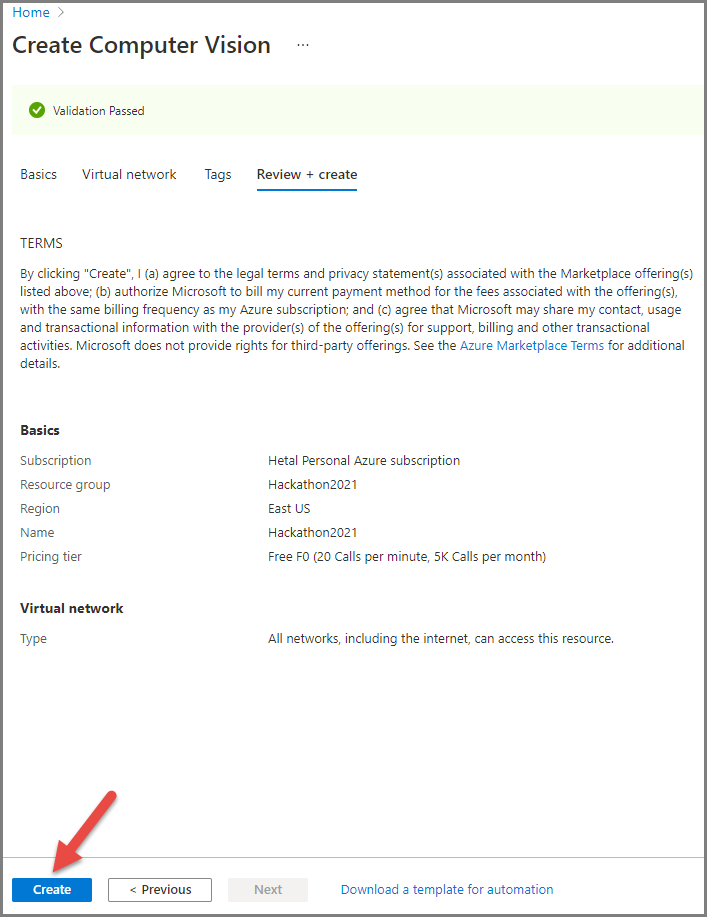 Home >
Create Computer Vision ...
Validation Passed
Basics Virtual network Tags Review + create
TERMS
By clicking "Create", I (a) agree to the legal terms and privacy statement(s) associated with the Marketplace offering(s)
listed above; (b) authorize Microsoft to bill my current payment method for the fees associated with the offering(s),
with the same billing frequency as my Azure subscription; and (c) agree that Microsoft may share my contact, usage
and transactional information with the provider(s) of the offering(s) for support, billing and other transactional
activities. Microsoft does not provide rights for third-party offerings. See the Azure Marketplace Terms for additional
details.
Basics
Subscription Hetal Personal Azure subscription
Resource group Hackathon2021
Region East US
Name Hackathon2021
Pricing tier Free F0 (20 Calls per minute, 5K Calls per month)
Virtual network
Type All networks, including the internet, can access this resource.
Create < Previous Next Download a template for automation